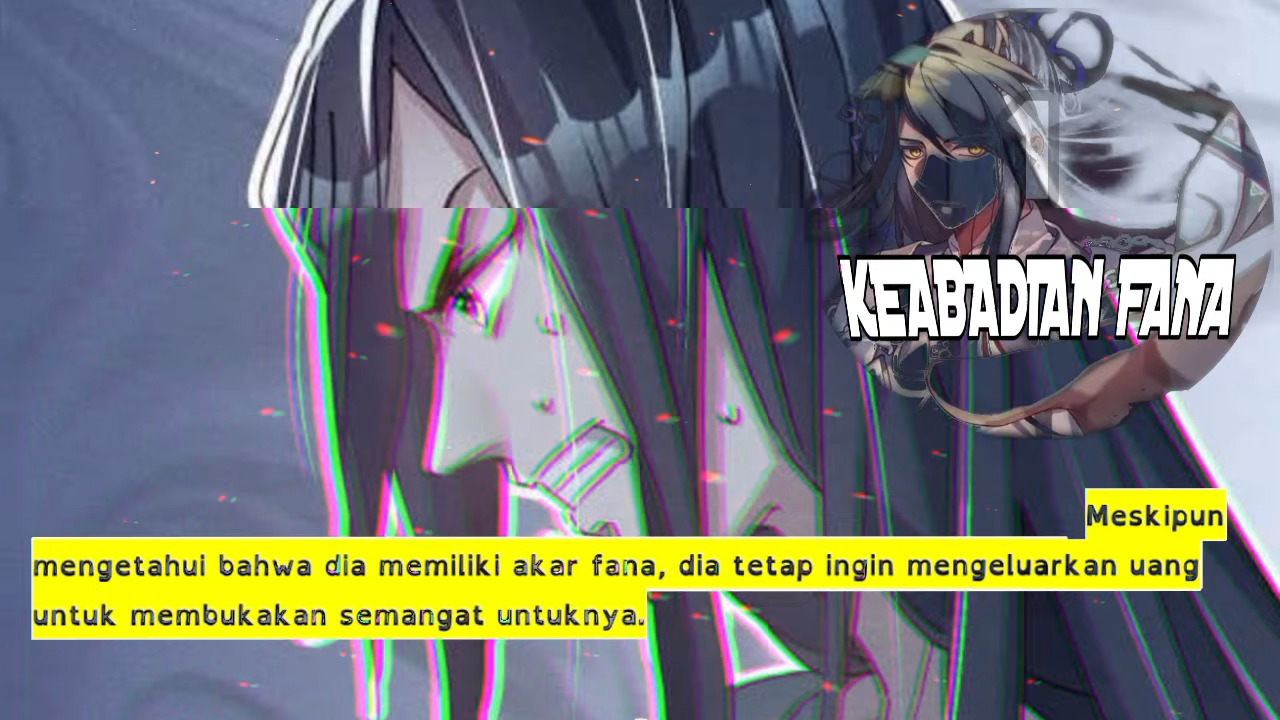 KEABADIAN FANA
Meskipun
mengetahui bahwa dia memiliki akar fana, dia tetap ingin mengeluarkan uang
untuk membukakan semangat untuknya.